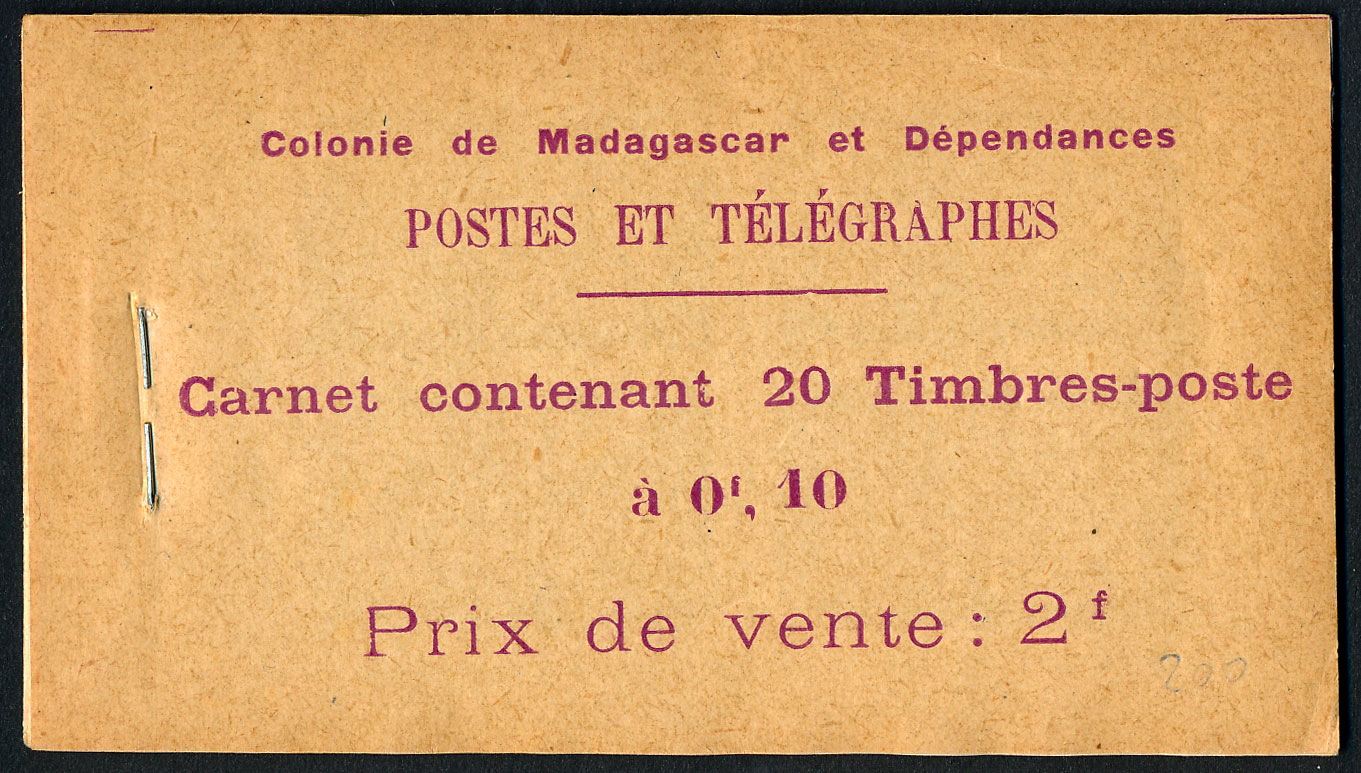 Colonie de Madagascar et Dépendances
POSTES ET TÉLÉGRAPHES
Carnet contenant 20 Timbres-poste
à 0f, 10
Prix de vente : 2f
200